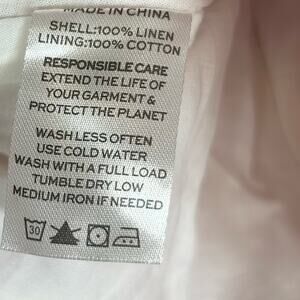 MADE IN CHINA
SHELL:100% LINEN
LINING:100% COTTON
RESPONSIBLE CARE
EXTEND THE LIFE OF
YOUR GARMENT &
PROTECT THE PLANET
WASH LESS OFTEN
USE COLD WATER
WASH WITH A FULL LOAD
TUMBLE DRY LOW
MEDIUM IRON IF NEEDED
30